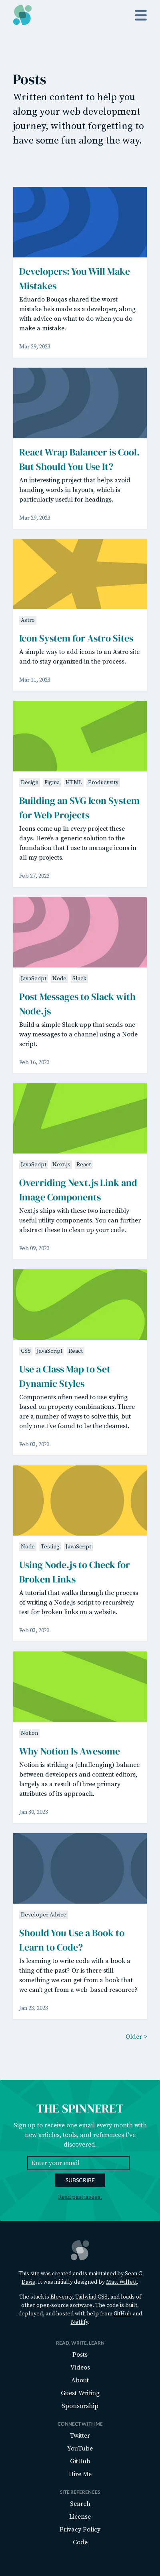 Posts
Written content to help you
along your web development
journey, without forgetting to
have some fun along the way.
Developers: You Will Make
Mistakes
Eduardo Bouças shared the worst
mistake he's made as a developer, along
with advice on what to do when you do
make a mistake.
Mar 29, 2023
React Wrap Balancer is Cool.
But Should You Use It?
An interesting project that helps avoid
handing words in layouts, which is
particularly useful for headings.
Mar 29, 2023
Astro
Icon System for Astro Sites
A simple way to add icons to an Astro site
and to stay organized in the process.
Mar 11, 2023
Design Figma HTML Productivity
Building an SVG Icon System
for Web Projects
Icons come up in every project these
days. Here's a generic solution to the
foundation that I use to manage icons in
all my projects.
Feb 27, 2023
JavaScript Node Slack
Post Messages to Slack with
Node.js
Build a simple Slack app that sends one-
way messages to a channel using a Node
script.
Feb 16, 2023
JavaScript Next.js React
Overriding Next.js Link and
Image Components
Next.js ships with these two incredibly
useful utility components. You can further
abstract these to clean up your code.
Feb 09, 2023
CSS JavaScript React
Use a Class Map to Set
Dynamic Styles
Components often need to use styling
based on property combinations. There
are a number of ways to solve this, but
only one I've found to be the cleanest.
Feb 03, 2023
Node Testing JavaScript
Using Node.js to Check for
Broken Links
A tutorial that walks through the process
of writing a Node.js script to recursively
test for broken links on a website.
Feb 03, 2023
Notion
Why Notion Is Awesome
Notion is striking a (challenging) balance
between developers and content editors,
largely as a result of three primary
attributes of its approach.
Jan 30, 2023
Developer Advice
Should You Use a Book to
Learn to Code?
Is learning to write code with a book a
thing of the past? Or is there still
something we can get from a book that
we can't get from a web-based resource?
Jan 23, 2023
Older >
THE SPINNERET
Sign up to receive one email every month with
new articles, tools, and references I've
discovered.
Enter your email
SUBSCRIBE
Read past issues.
This site was created and is maintained by Sean C
Davis. It was initially designed by Matt Willett.
The stack is Eleventy, Tailwind CSS, and loads of
other open-source software. The code is built,
deployed, and hosted with help from GitHub and
Netlify.
READ, WRITE, LEARN
Posts
Videos
About
Guest Writing
Sponsorship
CONNECT WITH ME
Twitter
YouTube
GitHub
Hire Me
SITE REFERENCES
Search
License
Privacy Policy
Code